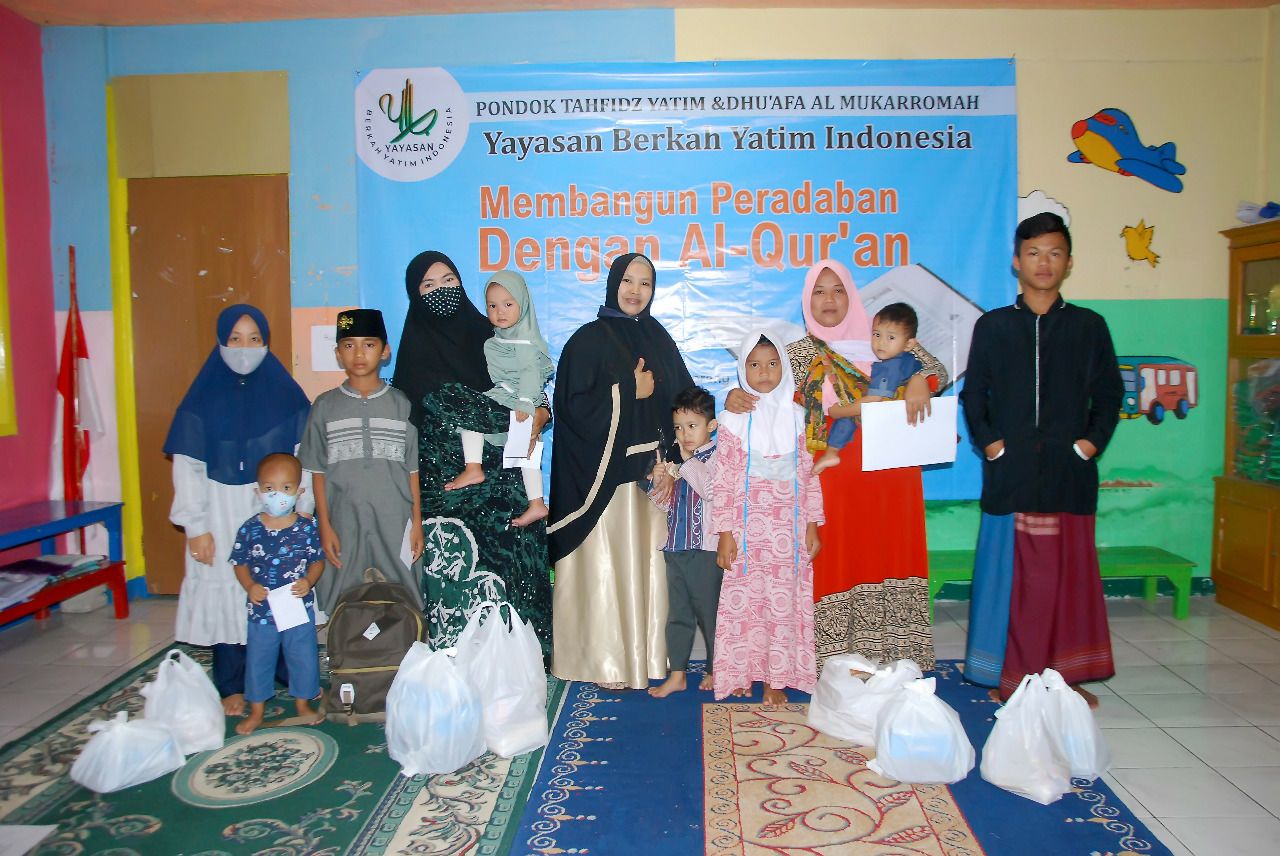 PONDOK TAHFIDZ YATIM &DHU'AFA AL MUKARROMAH
Yayasan Berkah Yatim Indonesia
YAYASAN
BERKAH YATIM INDONESIA
Membangun Peradaban
Dengan Al-Qur'an